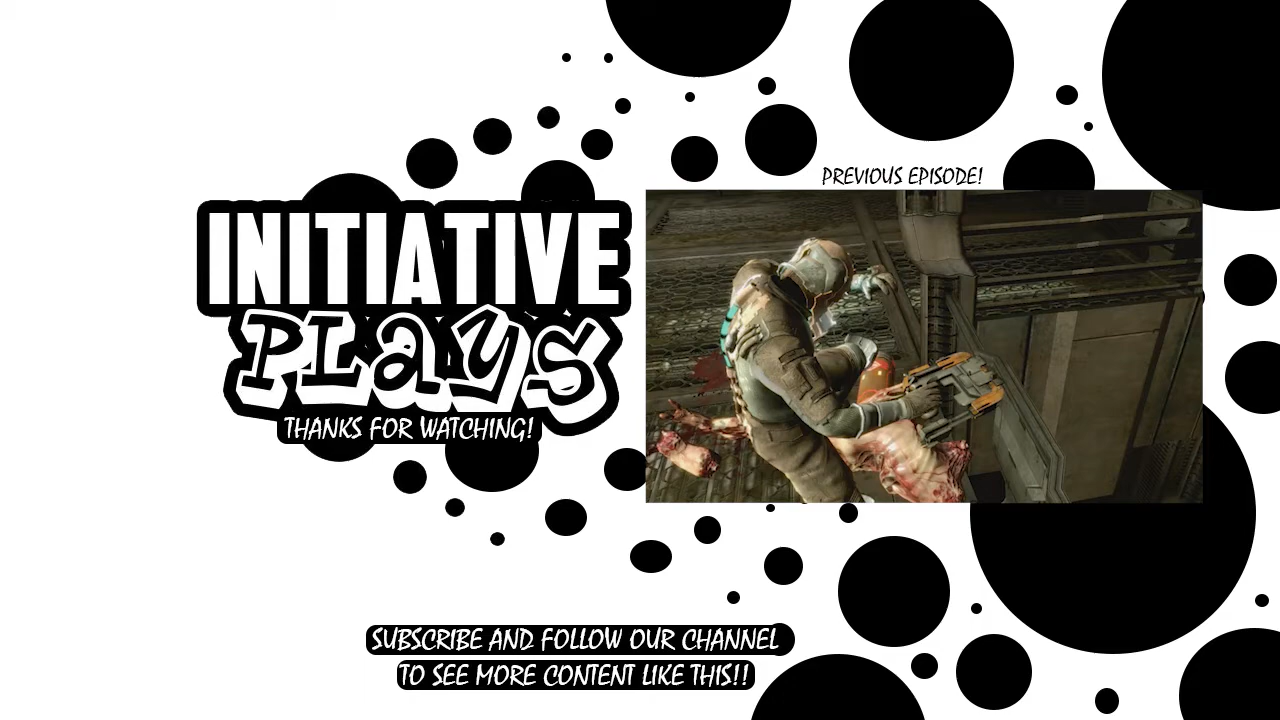 PREVIOUS EPISODE!
INITIATIVE
PLayS
THANKS FOR WATCHING!
SUBSCRIBE AND FOLLOW OUR CHANNEL
TO SEE MORE CONTENT LIKE THIS!!